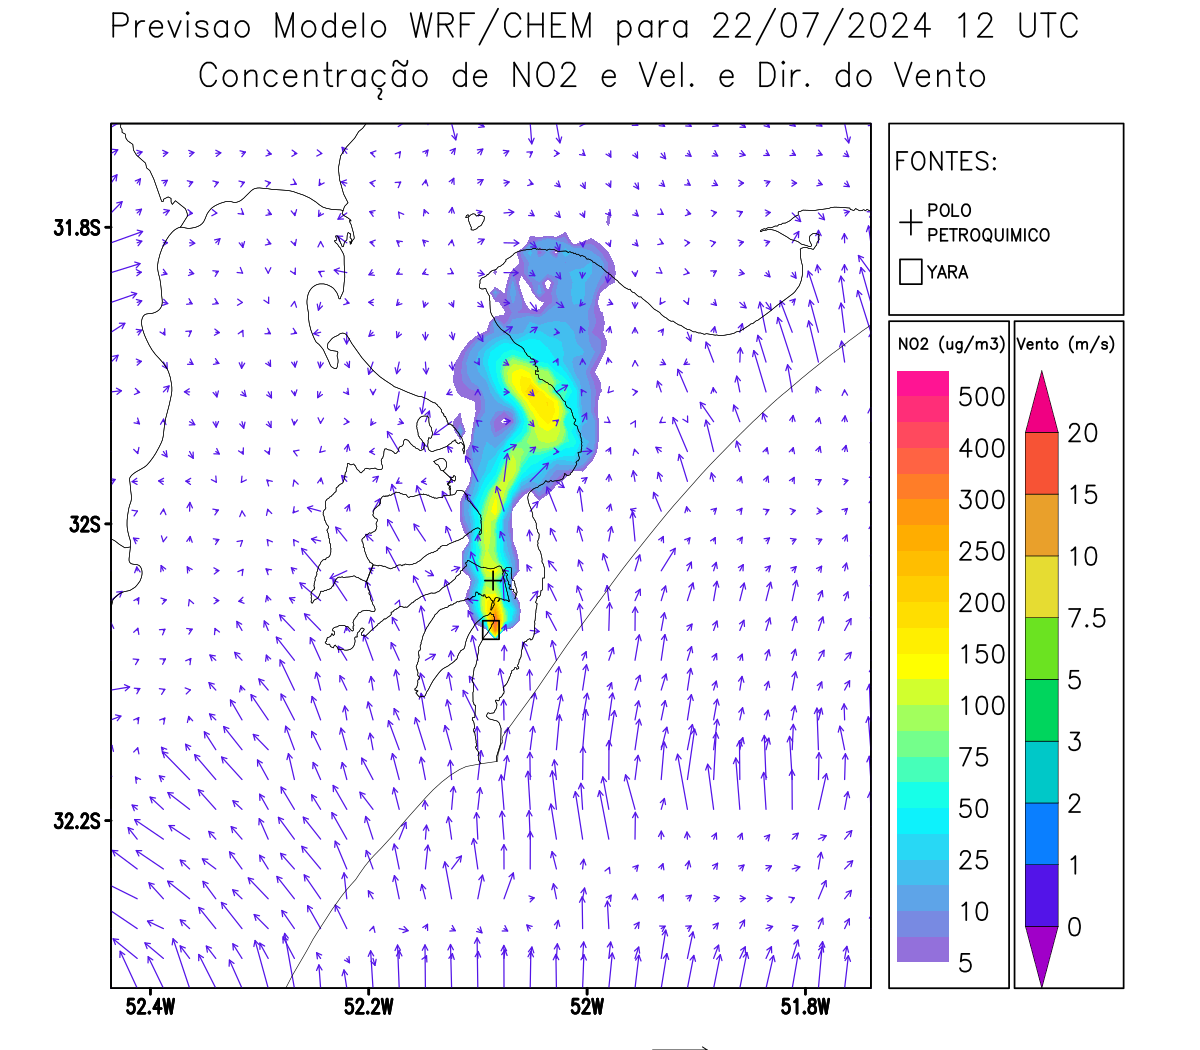 Previsao Modelo WRF/CHEM para 22/07/2024 12 UTC
Concentração de NO2 e Vel. e Dir. do Vento
FONTES:
POLO
PETROQUIMICO
YARA
NO2 (ug/m3)
500
400
300
250
200
150
100
75
50
25
10
5
Vento (m/s)
20
15
10
7.5
5
3
2
1
0
31.8S
32S
32.2S
52.4W
52.2W
52W
51.8W